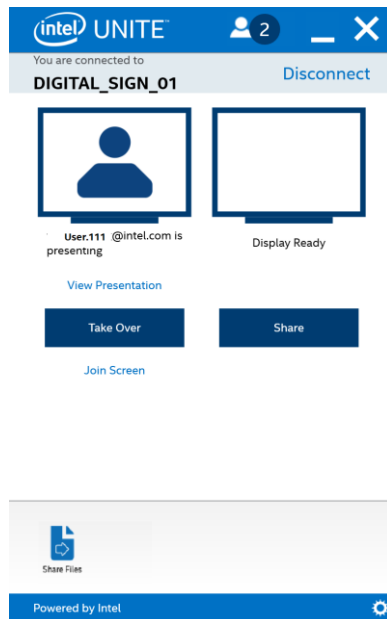 intel UNITE™ 2
You are connected to
DIGITAL_SIGN_01
Disconnect
User.111 @intel.com is
presenting
Display Ready
View Presentation
Take Over
Share
Join Screen
Share Files
Powered by Intel